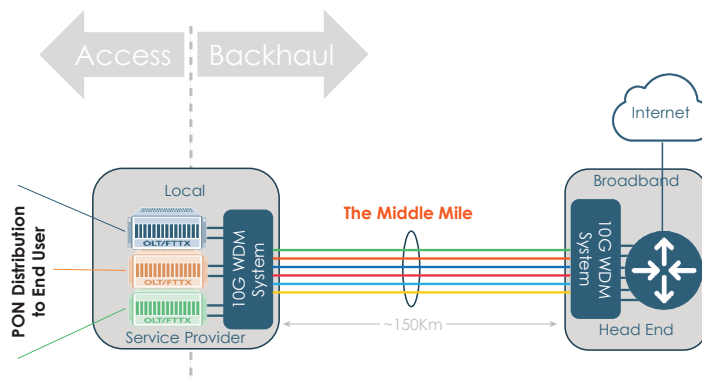 Access
Backhaul
Internet
Local
Broadband
The Middle Mile
PON Distribution
to End User
OLT/FTTX
OLT/FTTX
OLT/FTTX
10G WDM
System
10G WDM
System
~150Km
Service Provider
Head End